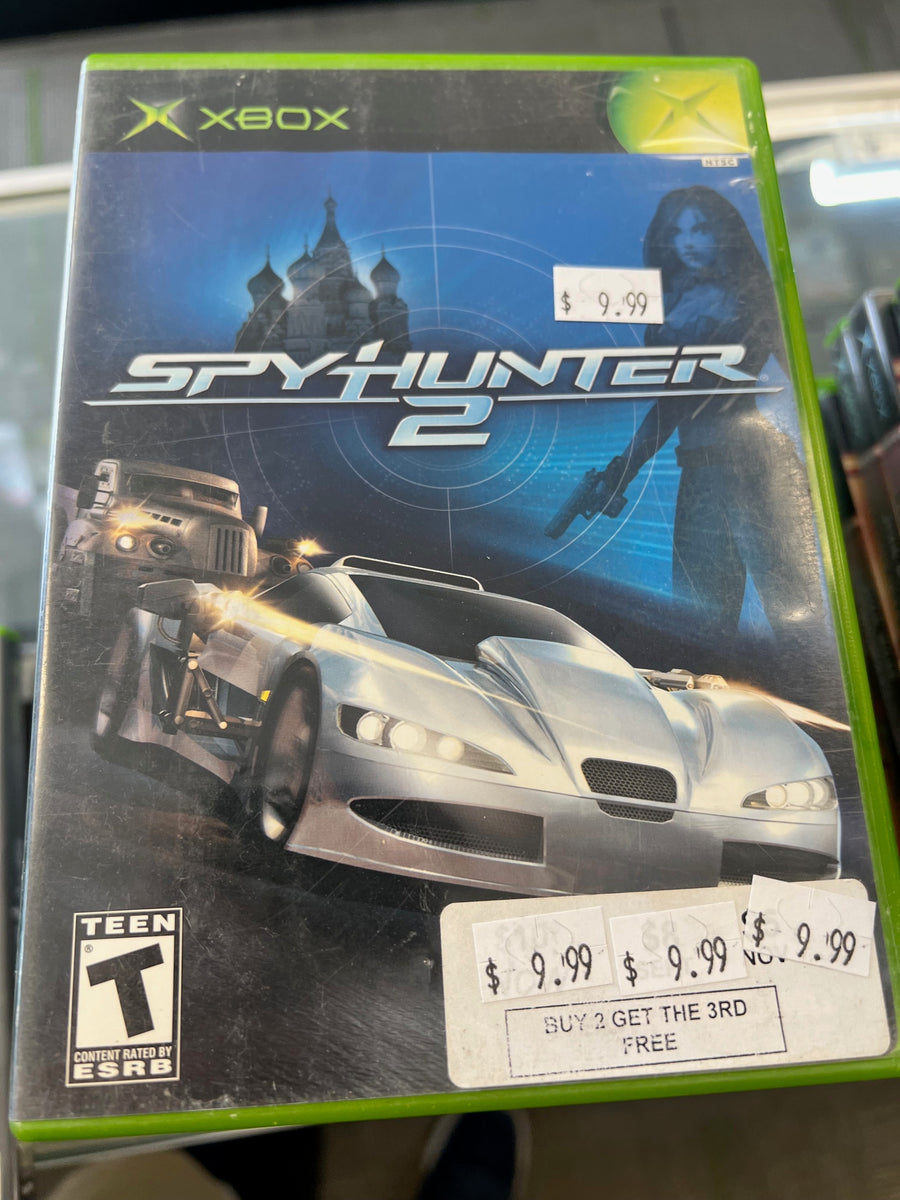 XBOX
NTSC
$ 9.99
SPYHUNTER
2
TEEN
T
CONTENT RATED BY
ESRB
$ 9.99 $ 9.99 $ 9.99
BUY 2 GET THE 3RD
FREE